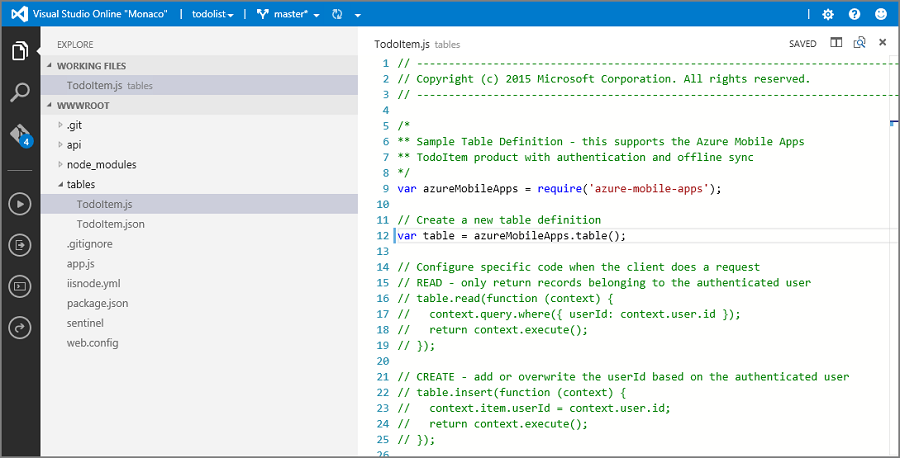 Visual Studio Online "Monaco"
todolist
master*
EXPLORE
WORKING FILES
TodoItem.js tables
WWWROOT
.git
api
node_modules
tables
TodoItem.js
TodoItem.json
.gitignore
app.js
iisnode.yml
package.json
sentinel
web.config
4
TodoItem.js tables
SAVED
1 // --------------------------------------------------------------------------
2 // Copyright (c) 2015 Microsoft Corporation. All rights reserved.
3 // --------------------------------------------------------------------------
4
5 /*
6 ** Sample Table Definition - this supports the Azure Mobile Apps
7 ** TodoItem product with authentication and offline sync
8 */
9 var azureMobileApps = require('azure-mobile-apps');
10
11 // Create a new table definition
12 var table = azureMobileApps.table();
13
14 // Configure specific code when the client does a request
15 // READ - only return records belonging to the authenticated user
16 // table.read(function (context) {
17 //   context.query.where({ userId: context.user.id });
18 //   return context.execute();
19 // });
20
21 // CREATE - add or overwrite the userId based on the authenticated user
22 // table.insert(function (context) {
23 //   context.item.userId = context.user.id;
24 //   return context.execute();
25 // });
26